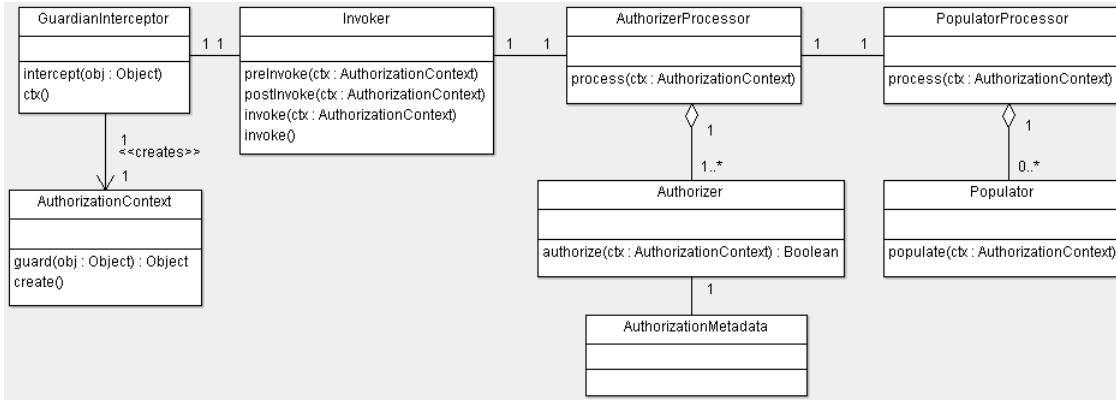 GuardianInterceptor
intercept(obj : Object)
ctx()
1 1
Invoker
preInvoke(ctx : AuthorizationContext)
postInvoke(ctx : AuthorizationContext)
invoke(ctx : AuthorizationContext)
invoke()
1 1
AuthorizerProcessor
process(ctx : AuthorizationContext)
1 1
PopulatorProcessor
process(ctx : AuthorizationContext)
1
<<creates>>
1
AuthorizationContext
guard(obj : Object) : Object
create()
1
1..*
Authorizer
authorize(ctx : AuthorizationContext) : Boolean
1
AuthorizationMetadata
1
0..*
Populator
populate(ctx : AuthorizationContext)